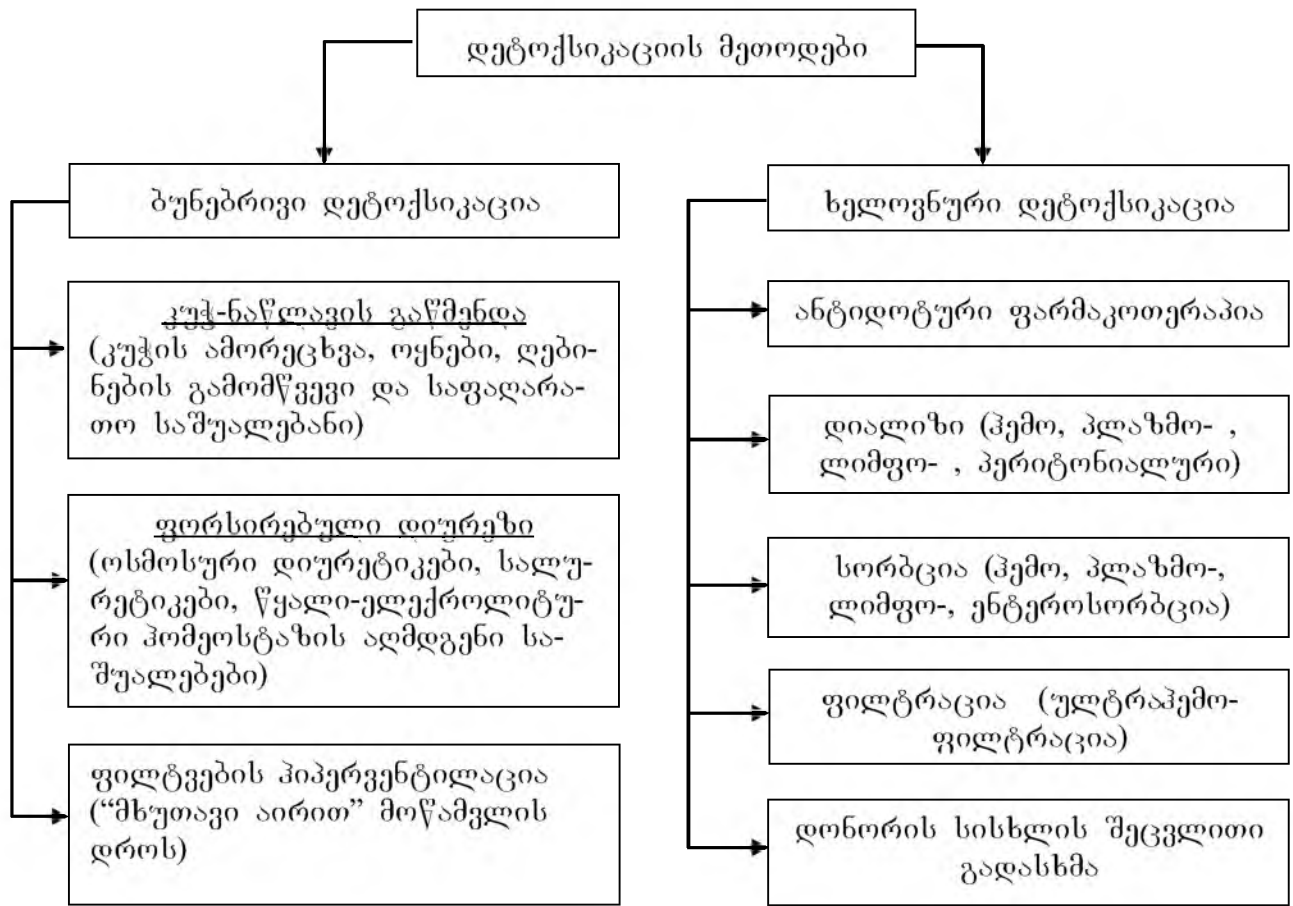 დეტოქსიკაციის მეთოდები
ბუნებრივი დეტოქსიკაცია
კუჭ-ნაწლავის გაწმენდა
(კუჭის ამორეცხვა, ოყნები, ღები-
ნების გამომწვევი და საფაღარა-
თო საშუალებანი)
ფორსირებული დიურეზი
(ოსმოსური დიურეტიკები, სალუ-
რეტიკები, წყალი-ელექროლიტუ-
რი ჰომეოსტაზის აღმდგენი სა-
შუალებები)
ფილტვების ჰიპერვენტილაცია
(“მხუთავი აირით” მოწამვლის
დროს)
ხელოვნური დეტოქსიკაცია
ანტიდოტური ფარმაკოთერაპია
დიალიზი (ჰემო, პლაზმო- ,
ლიმფო- , პერიტონიალური)
სორბცია (ჰემო, პლაზმო-,
ლიმფო-, ენტეროსორბცია)
ფილტრაცია (ულტრაჰემო-
ფილტრაცია)
დონორის სისხლის შეცვლითი
გადასხმა